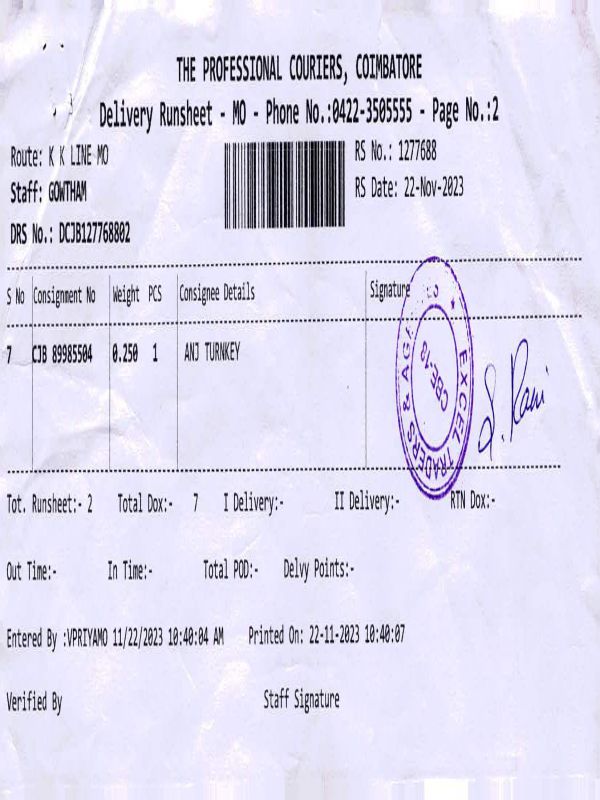 THE PROFESSIONAL COURIERS, COIMBATORE
Delivery Runsheet - MO - Phone No.:0422-3505555 - Page No.:2
Route: K K LINE MO
RS No.: 1277688
Staff: GOWTHAM
RS Date: 22-Nov-2023
DRS No.: DCJB127768802
S No Consignment No Weight PCS Consignee Details Signature
7 CJB 89985504 0.250 1 ANJ TURNKEY
EXCEL TRADERS & AGA
CBE-18
S. Rani
Tot. Runsheet:- 2 Total Dox:- 7 I Delivery:- II Delivery:- RTN Dox:-
Out Time:- In Time:- Total POD:- Delvy Points:-
Entered By :VPRIYAMO 11/22/2023 10:40:04 AM Printed On: 22-11-2023 10:40:07
Verified By Staff Signature